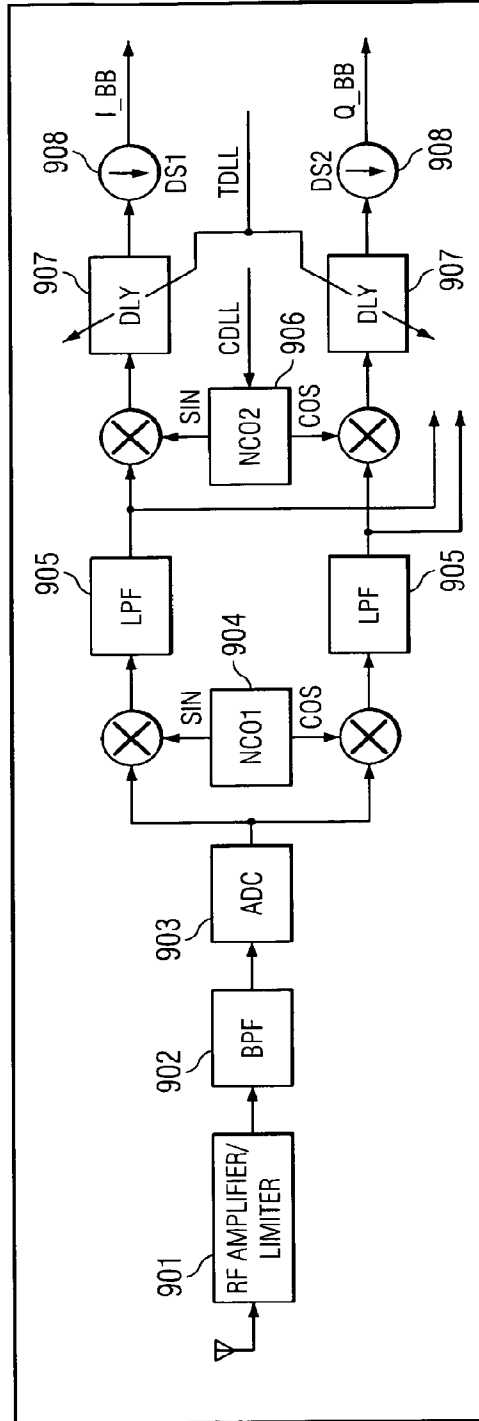 901
RF AMPLIFIER/
LIMITER
902
BPF
903
ADC
904
NCO1
SIN
COS
905
LPF
905
LPF
906
NCO2
SIN
COS
CDLL
TDLL
907
DLY
907
DLY
908
DS1
I_BB
908
DS2
Q_BB